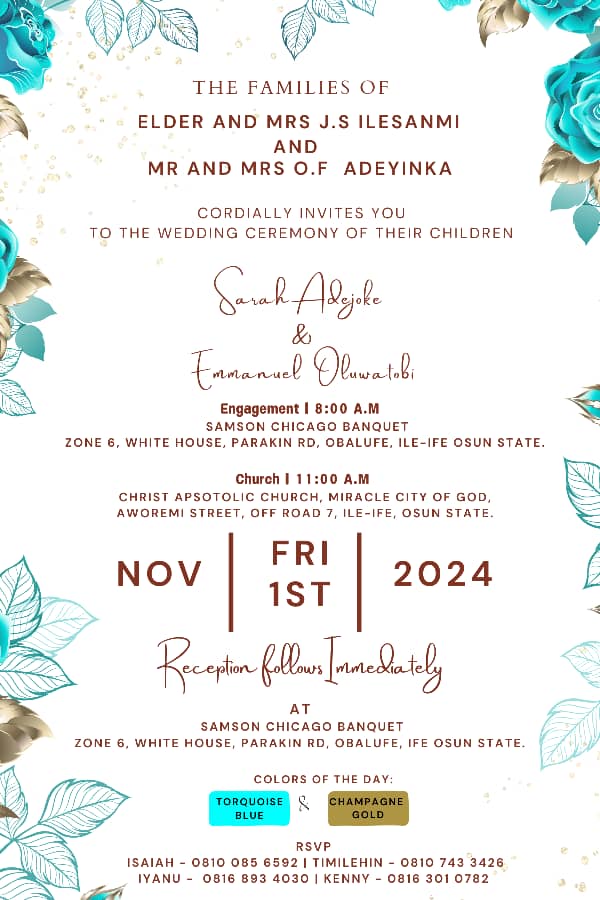 THE FAMILIES OF
ELDER AND MRS J.S ILESANMI
AND
MR AND MRS O.F ADEYINKA
CORDIALLY INVITES YOU
TO THE WEDDING CEREMONY OF THEIR CHILDREN
Sarah Adejoke
&
Emmanuel Oluwatobi
Engagement | 8:00 A.M
SAMSON CHICAGO BANQUET
ZONE 6, WHITE HOUSE, PARAKIN RD, OBALUFE, ILE-IFE OSUN STATE.
Church | 11:00 A.M
CHRIST APSOTOLIC CHURCH, MIRACLE CITY OF GOD,
AWOREMI STREET, OFF ROAD 7, ILE-IFE, OSUN STATE.
NOV | FRI 1ST | 2024
Reception follows Immediately
AT
SAMSON CHICAGO BANQUET
ZONE 6, WHITE HOUSE, PARAKIN RD, OBALUFE, IFE OSUN STATE.
COLORS OF THE DAY:
TORQUOISE BLUE & CHAMPAGNE GOLD
RSVP
ISAIAH - 0810 085 6592 | TIMILEHIN - 0810 743 3426
IYANU - 0816 893 4030 | KENNY - 0816 301 0782